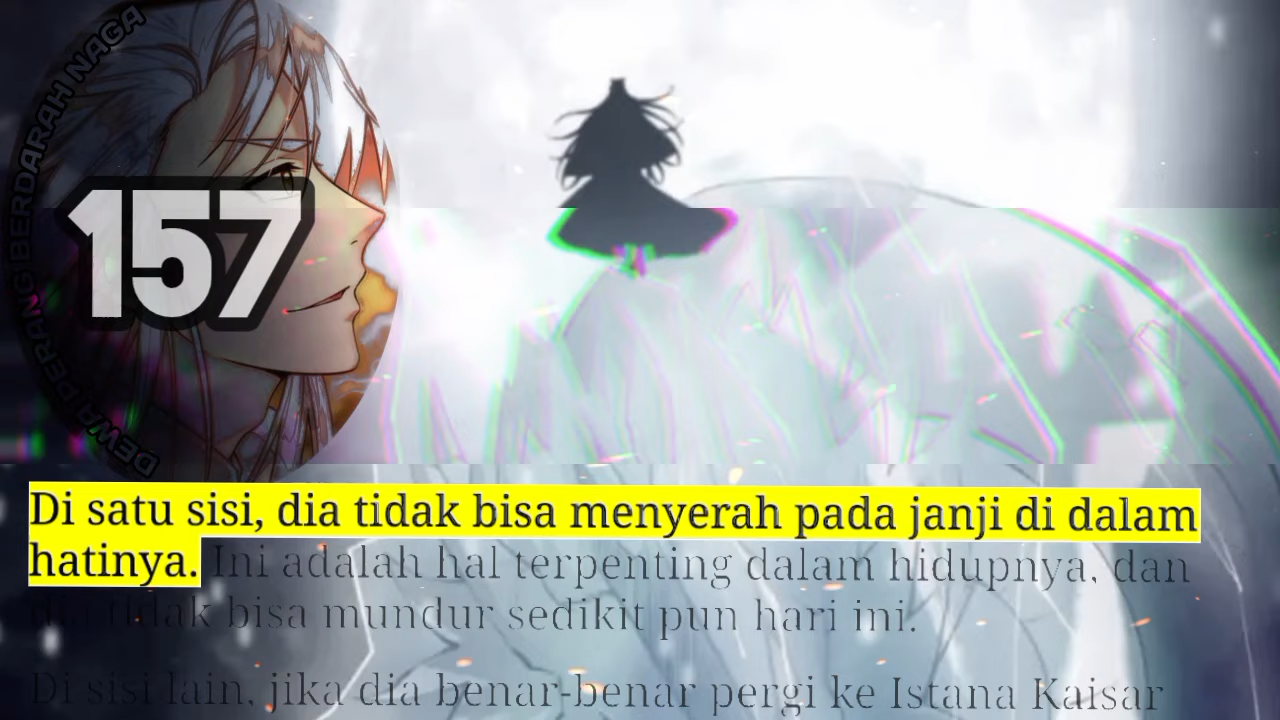 DEWA PERANG BERDARAH NAGA
157
Di satu sisi, dia tidak bisa menyerah pada janji di dalam
hatinya. Ini adalah hal terpenting dalam hidupnya, dan
dia tidak bisa mundur sedikit pun hari ini.
Di sisi lain, jika dia benar-benar pergi ke Istana Kaisar